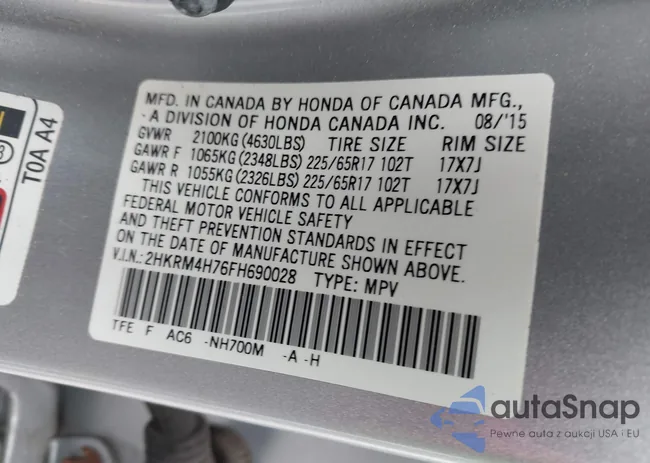 MFD. IN CANADA BY HONDA OF CANADA MFG.,
A DIVISION OF HONDA CANADA INC. 08/'15
GVWR 2100KG (4630LBS) TIRE SIZE RIM SIZE
GAWR F 1065KG (2348LBS) 225/65R17 102T 17X7J
GAWR R 1055KG (2326LBS) 225/65R17 102T 17X7J
THIS VEHICLE CONFORMS TO ALL APPLICABLE
FEDERAL MOTOR VEHICLE SAFETY
AND THEFT PREVENTION STANDARDS IN EFFECT
ON THE DATE OF MANUFACTURE SHOWN ABOVE.
V.I.N.: 2HKRM4H76FH690028 TYPE: MPV
TFE F AC6 -NH700M -A -H
T0A A4
autaSnap
Pewne auta z aukcji USA i EU